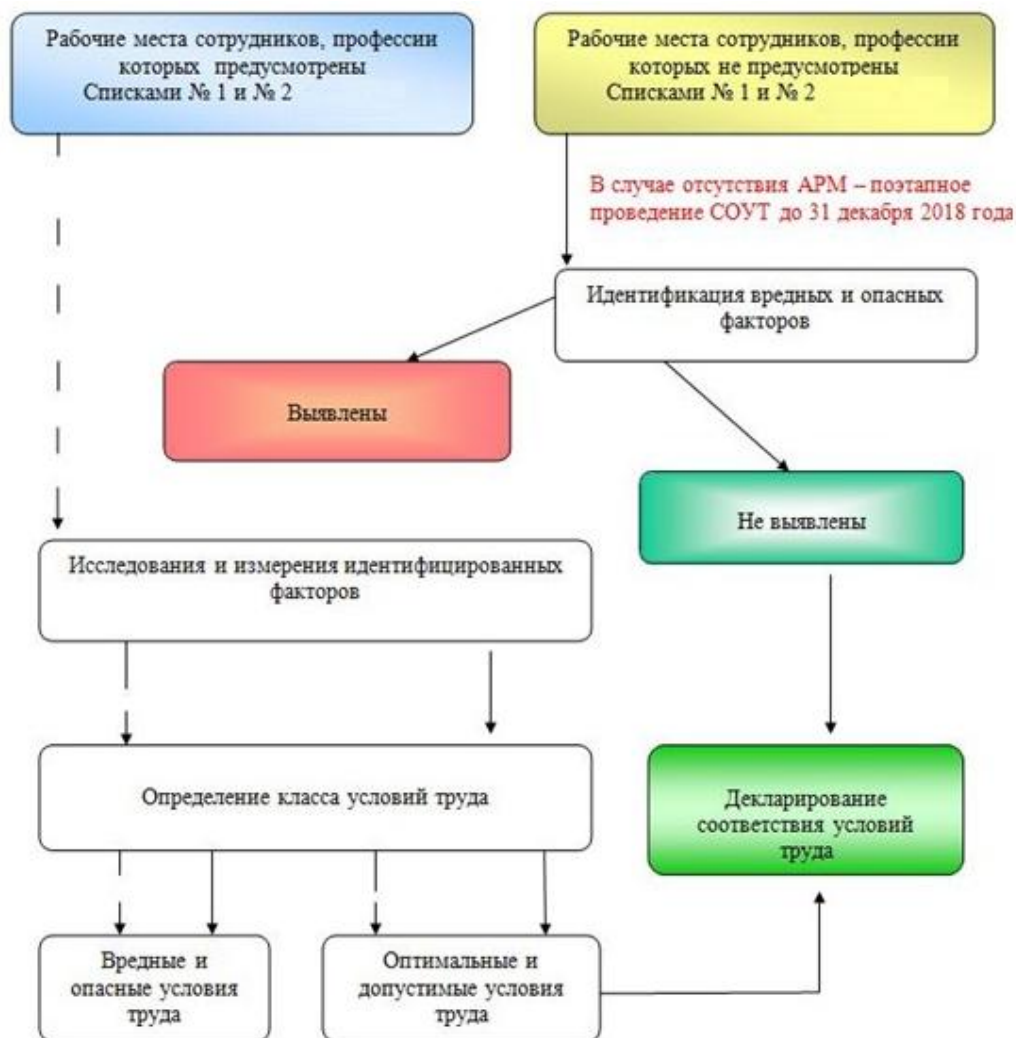 Рабочие места сотрудников, профессии
которых предусмотрены
Списками № 1 и № 2
Рабочие места сотрудников, профессии
которых не предусмотрены
Списками № 1 и № 2
В случае отсутствия АРМ – поэтапное
проведение СОУТ до 31 декабря 2018 года
Идентификация вредных и опасных
факторов
Выявлены
Не выявлены
Исследования и измерения идентифицированных
факторов
Определение класса условий труда
Декларирование
соответствия условий
труда
Вредные и
опасные условия
труда
Оптимальные и
допустимые условия
труда